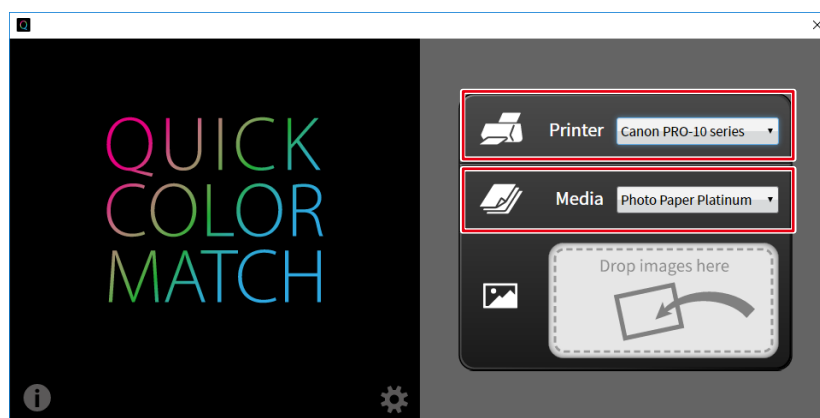 Q
QUICK
COLOR
MATCH
Printer
Canon PRO-10 series
Media
Photo Paper Platinum
Drop images here